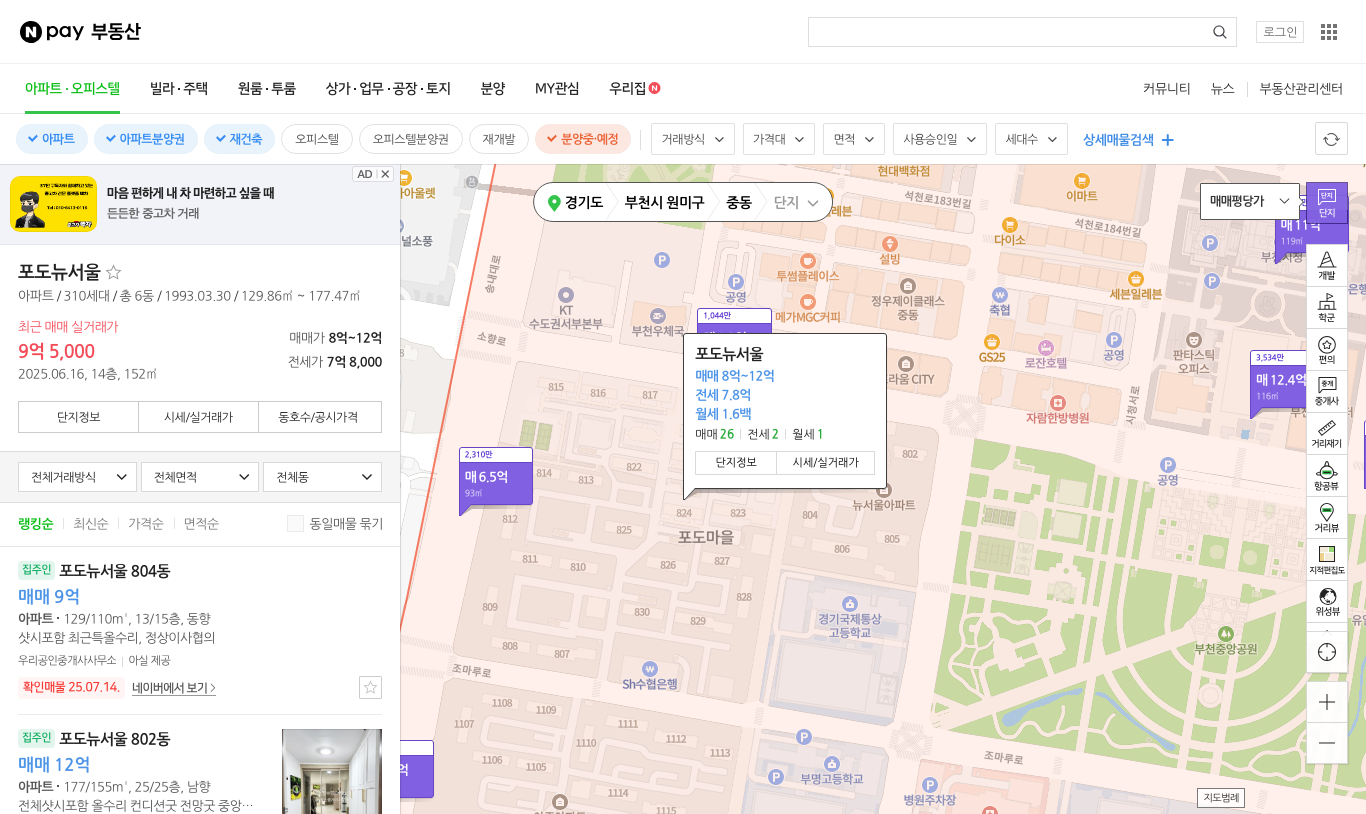 N pay 부동산
로그인
아파트·오피스텔
빌라·주택
원룸·투룸
상가·업무·공장·토지
분양
MY관심
우리집 N
커뮤니티
뉴스
부동산관리센터
아파트
아파트분양권
재건축
오피스텔
오피스텔분양권
재개발
분양중·예정
거래방식
가격대
면적
사용승인일
세대수
상세매물검색
AD
마음 편하게 내 차 마련하고 싶을 때
든든한 중고차 거래
포도뉴서울
아파트 / 310세대 / 총 6동 / 1993.03.30 / 129.86㎡ ~ 177.47㎡
최근 매매 실거래가
9억 5,000
2025.06.16, 14층, 152㎡
매매가 8억~12억
전세가 7억 8,000
단지정보
시세/실거래가
동호수/공시가격
전체거래방식
전체면적
전체동
랭킹순
최신순
가격순
면적순
동일매물 묶기
집주인 포도뉴서울 804동
매매 9억
아파트 · 129/110㎡, 13/15층, 동향
샷시포함 최근특올수리, 정상이사협의
우리공인중개사사무소
아실 제공
확인매물 25.07.14.
네이버에서 보기
집주인 포도뉴서울 802동
매매 12억
아파트 · 177/155㎡, 25/25층, 남향
전체샷시포함 올수리 컨디션굿 전망굿 중앙…
경기도
부천시 원미구
중동
단지
매매평당가
단지
단지
매 11억
119㎡
현대백화점
아울렛
이마트
석천로184번길
석천로183번길
다이소
설빙
널소풍
송내대로
투썸플레이스
공영
정우제이클래스
중동
세븐일레븐
축협
KT
수도권서부본부
부천우체국
메가MGC커피
1,044만
소향로
GS25
로잔호텔
공영
판타스틱
오피스
3,534만
매 12.4억
116㎡
라움 CITY
자람한방병원
시청로
포도뉴서울
매매 8억~12억
전세 7.8억
월세 1.6백
매매 26
전세 2
월세 1
단지정보
시세/실거래가
815
816
817
813
814
822
2,310만
매 6.5억
93㎡
802
공영
뉴서울아파트
812
824
823
804
825
포도마을
805
806
811
810
826
827
809
830
829
808
807
경기국제통상
고등학교
부천중앙공원
조마루로
Sh수협은행
1108
1109
1107
1111
1110
1112
1113
1106
1105
억
부명고등학교
조마루로
병원주차장
개발
학군
편의
중개
중개사
거리재기
항공뷰
거리뷰
지적편집도
위성뷰
지도범례